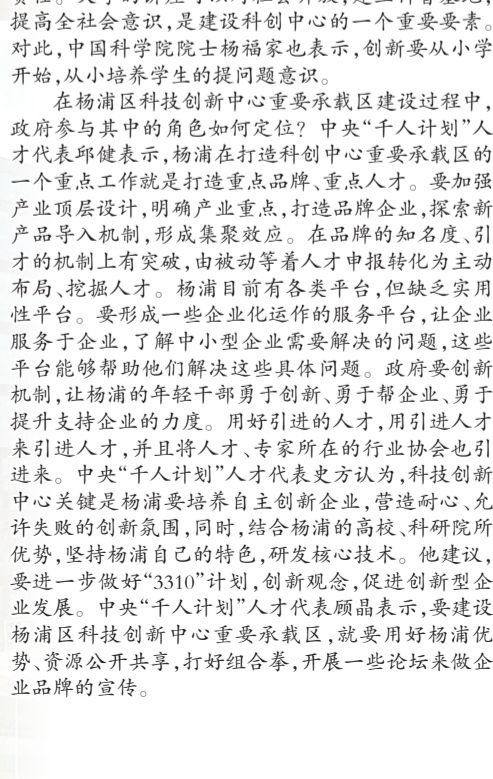 提高全社会意识,是建设科创中心的一个重要要素。
对此,中国科学院院士杨福家也表示,创新要从小学
开始,从小培养学生的提问题意识。
在杨浦区科技创新中心重要承载区建设过程中,
政府参与其中的角色如何定位?中央“千人计划”人
才代表邱健表示,杨浦在打造科创中心重要承载区的
一个重点工作就是打造重点品牌、重点人才。要加强
产业顶层设计,明确产业重点,打造品牌企业,探索新
产品导入机制,形成集聚效应。在品牌的知名度、引
才的机制上有突破,由被动等着人才申报转化为主动
布局、挖掘人才。杨浦目前有各类平台,但缺乏实用
性平台。要形成一些企业化运作的服务平台,让企业
服务于企业,了解中小型企业需要解决的问题,这些
平台能够帮助他们解决这些具体问题。政府要创新
机制,让杨浦的年轻干部勇于创新、勇于帮企业、勇于
提升支持企业的力度。用好引进的人才,用引进人才
来引进人才,并且将人才、专家所在的行业协会也引
进来。中央“千人计划”人才代表史方认为,科技创新
中心关键是杨浦要培养自主创新企业,营造耐心、允
许失败的创新氛围,同时,结合杨浦的高校、科研院所
优势,坚持杨浦自己的特色,研发核心技术。他建议,
要进一步做好“3310”计划,创新观念,促进创新型企
业发展。中央“千人计划”人才代表顾晶表示,要建设
杨浦区科技创新中心重要承载区,就要用好杨浦优
势、资源公开共享,打好组合拳,开展一些论坛来做企
业品牌的宣传。